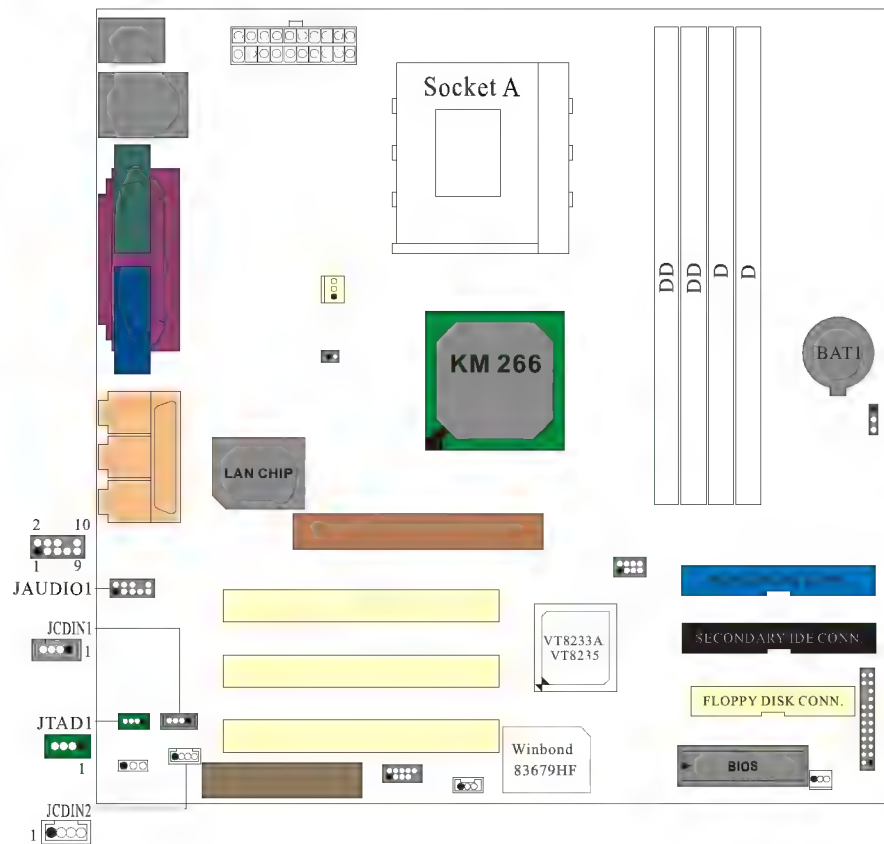 Socket A
DD
DD
D
D
BAT1
KM 266
LAN CHIP
2 10
1 9
JAUDIO1
JCDIN1
1
VT8233A
VT8235
SECONDARY IDE CONN.
FLOPPY DISK CONN.
JTAD1
1
Winbond
83679HF
BIOS
JCDIN2
1